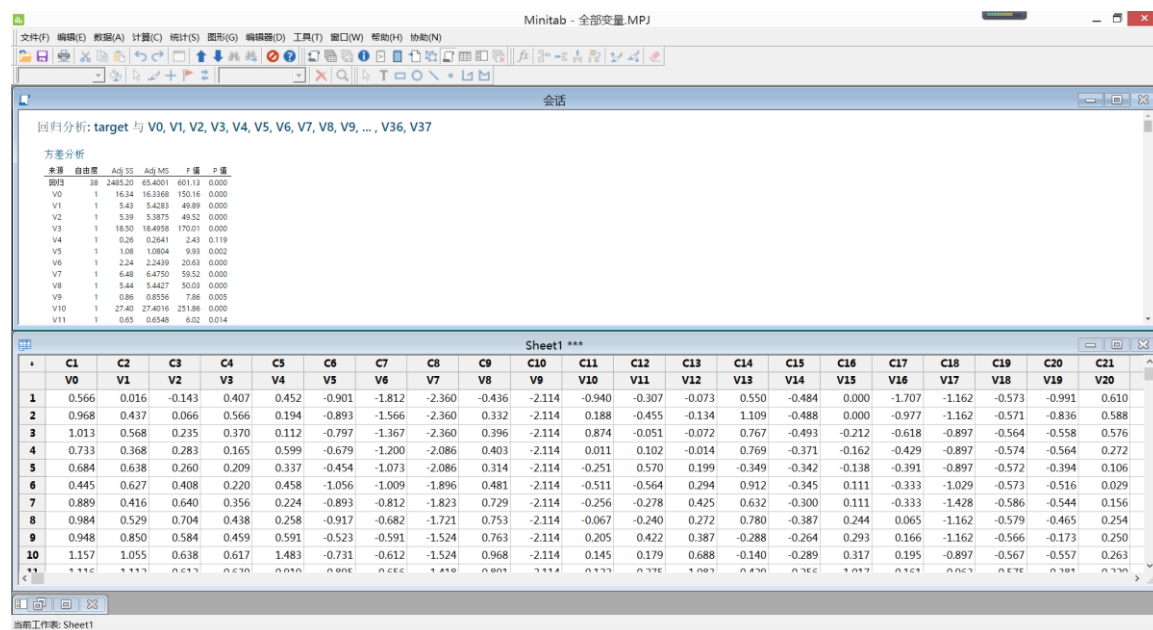 Minitab - 全部变量.MPJ
文件(F) 编辑(E) 数据(A) 计算(C) 统计(S) 图形(G) 编辑器(D) 工具(T) 窗口(W) 帮助(H) 协助(N)
会话
回归分析: target 与 V0, V1, V2, V3, V4, V5, V6, V7, V8, V9, ... , V36, V37
方差分析
来源 自由度 Adj SS Adj MS F 值 P 值
回归 38 2485.20 65.4001 601.13 0.000
V0 1 16.34 16.3368 150.16 0.000
V1 1 5.43 5.4283 49.89 0.000
V2 1 5.39 5.3875 49.52 0.000
V3 1 18.50 18.4958 170.01 0.000
V4 1 0.26 0.2641 2.43 0.119
V5 1 1.08 1.0804 9.93 0.002
V6 1 2.24 2.2439 20.63 0.000
V7 1 6.48 6.4750 59.52 0.000
V8 1 5.44 5.4427 50.03 0.000
V9 1 0.86 0.8556 7.86 0.005
V10 1 27.40 27.4016 251.86 0.000
V11 1 0.65 0.6548 6.02 0.014
Sheet1 ***
C1 C2 C3 C4 C5 C6 C7 C8 C9 C10 C11 C12 C13 C14 C15 C16 C17 C18 C19 C20 C21
V0 V1 V2 V3 V4 V5 V6 V7 V8 V9 V10 V11 V12 V13 V14 V15 V16 V17 V18 V19 V20
1 0.566 0.016 -0.143 0.407 0.452 -0.901 -1.812 -2.360 -0.436 -2.114 -0.940 -0.307 -0.073 0.550 -0.484 0.000 -1.707 -1.162 -0.573 -0.991 0.610
2 0.968 0.437 0.066 0.566 0.194 -0.893 -1.566 -2.360 0.332 -2.114 0.188 -0.455 -0.134 1.109 -0.488 0.000 -0.977 -1.162 -0.571 -0.836 0.588
3 1.013 0.568 0.235 0.370 0.112 -0.797 -1.367 -2.360 0.396 -2.114 0.874 -0.051 -0.072 0.767 -0.493 -0.212 -0.618 -0.897 -0.564 -0.558 0.576
4 0.733 0.368 0.283 0.165 0.599 -0.679 -1.200 -2.086 0.403 -2.114 0.011 0.102 -0.014 0.769 -0.371 -0.162 -0.429 -0.897 -0.574 -0.564 0.272
5 0.684 0.638 0.260 0.209 0.337 -0.454 -1.073 -2.086 0.314 -2.114 -0.251 0.570 0.199 -0.349 -0.342 -0.138 -0.391 -0.897 -0.572 -0.394 0.106
6 0.445 0.627 0.408 0.220 0.458 -1.056 -1.009 -1.896 0.481 -2.114 -0.511 -0.564 0.294 0.912 -0.345 0.111 -0.333 -1.029 -0.573 -0.516 0.029
7 0.889 0.416 0.640 0.356 0.224 -0.893 -0.812 -1.823 0.729 -2.114 -0.256 -0.278 0.425 0.632 -0.300 0.111 -0.333 -1.428 -0.586 -0.544 0.156
8 0.984 0.529 0.704 0.438 0.258 -0.917 -0.682 -1.721 0.753 -2.114 -0.067 -0.240 0.272 0.780 -0.387 0.244 0.065 -1.162 -0.579 -0.465 0.254
9 0.948 0.850 0.584 0.459 0.591 -0.523 -0.591 -1.524 0.763 -2.114 0.205 0.422 0.387 -0.288 -0.264 0.293 0.166 -1.162 -0.566 -0.173 0.250
10 1.157 1.055 0.638 0.617 1.483 -0.731 -0.612 -1.524 0.968 -2.114 0.145 0.179 0.688 -0.140 -0.289 0.317 0.195 -0.897 -0.567 -0.557 0.263
当前工作表: Sheet1